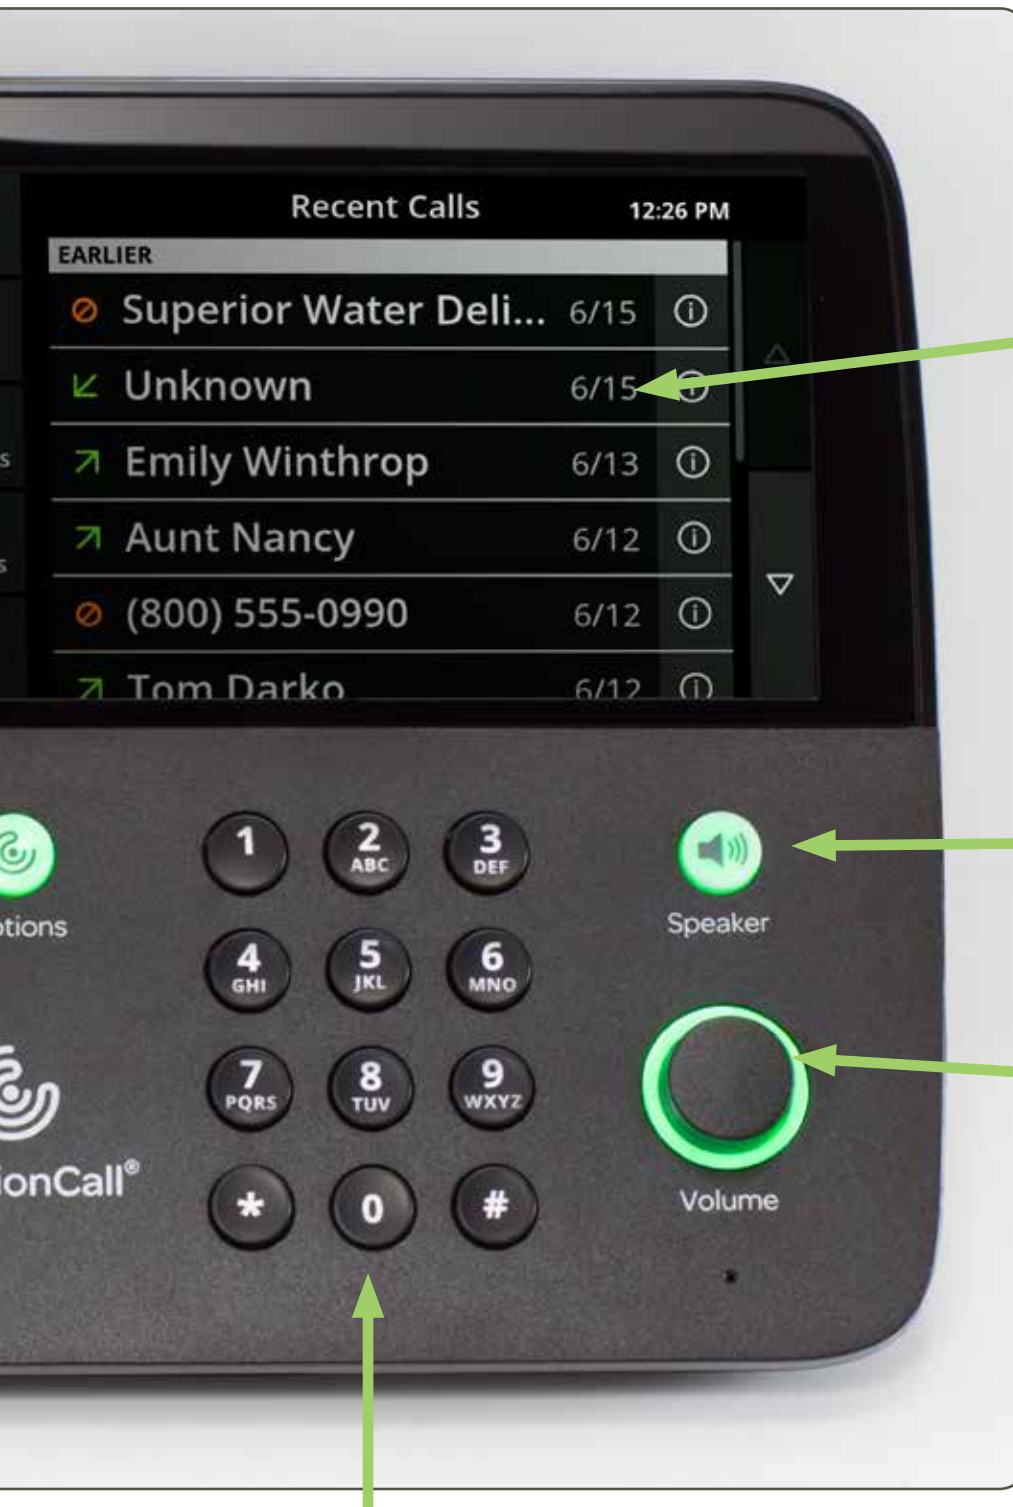 Recent Calls 12:26 PM
EARLIER
Superior Water Deli... 6/15
Unknown 6/15
s Emily Winthrop 6/13
Aunt Nancy 6/12
s
(800) 555-0990 6/12
Tom Darko 6/12
1 2 ABC 3 DEF
otions Speaker
4 GHI 5 JKL 6 MNO
7 PQRS 8 TUV 9 WXYZ
ionCall®
* 0 #
Volume